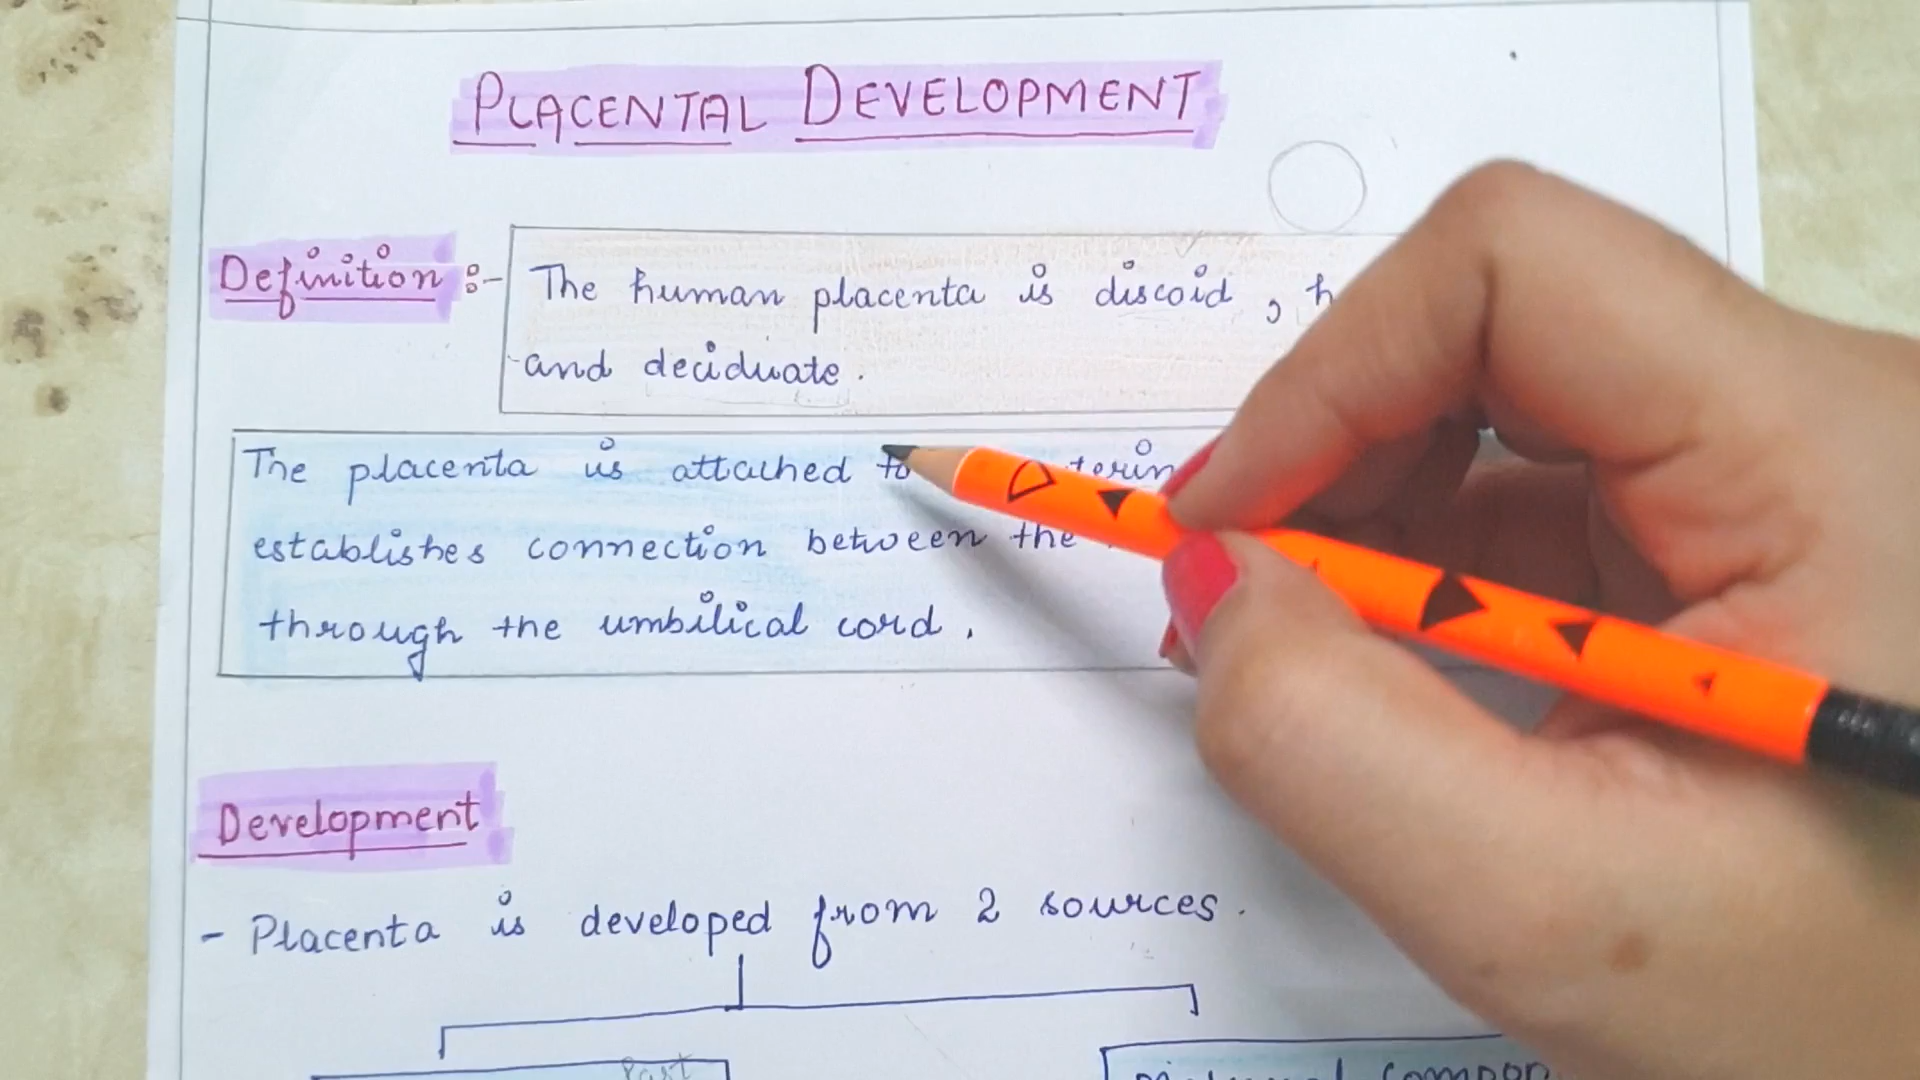 PLACENTAL DEVELOPMENT
Definition :- The human placenta is discoid,
and deciduate.
The placenta is attached to
establishes connection between the
through the umbilical cord.
Development
- Placenta is developed from 2 sources.
Part